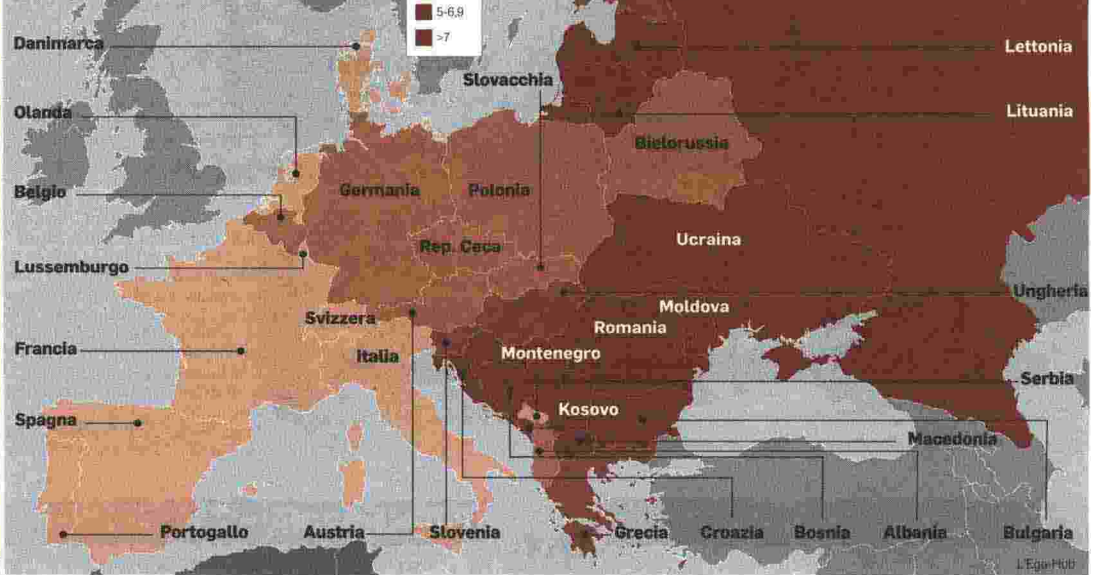 5-6,9
>7
Danimarca
Lettonia
Slovacchia
Olanda
Lituania
Bielorussia
Belgio
Germania
Polonia
Ucraina
Rep. Ceca
Lussemburgo
Ungheria
Moldova
Svizzera
Romania
Francia
Italia
Montenegro
Serbia
Kosovo
Spagna
Macedonia
Portogallo
Austria
Slovenia
Grecia
Croazia
Bosnia
Albania
Bulgaria
L'Ego-Hub